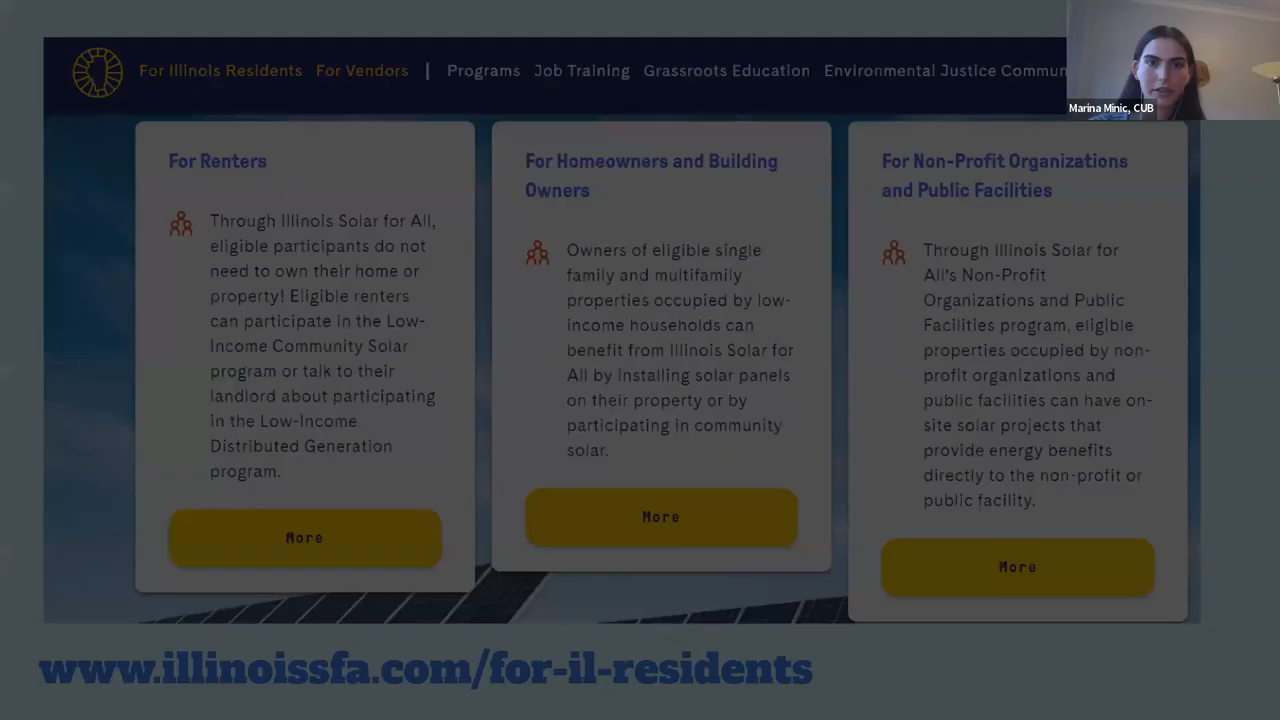 For Illinois Residents For Vendors | Programs Job Training Grassroots Education Environmental Justice Commun
Marina Minic, CUB
For Renters
Through Illinois Solar for All,
eligible participants do not
need to own their home or
property! Eligible renters
can participate in the Low-
Income Community Solar
program or talk to their
landlord about participating
in the Low-Income
Distributed Generation
program.
More
For Homeowners and Building
Owners
Owners of eligible single
family and multifamily
properties occupied by low-
income households can
benefit from Illinois Solar for
All by installing solar panels
on their property or by
participating in community
solar.
More
For Non-Profit Organizations
and Public Facilities
Through Illinois Solar for
All's Non-Profit
Organizations and Public
Facilities program, eligible
properties occupied by non-
profit organizations and
public facilities can have on-
site solar projects that
provide energy benefits
directly to the non-profit or
public facility.
More
www.illinoissfa.com/for-il-residents